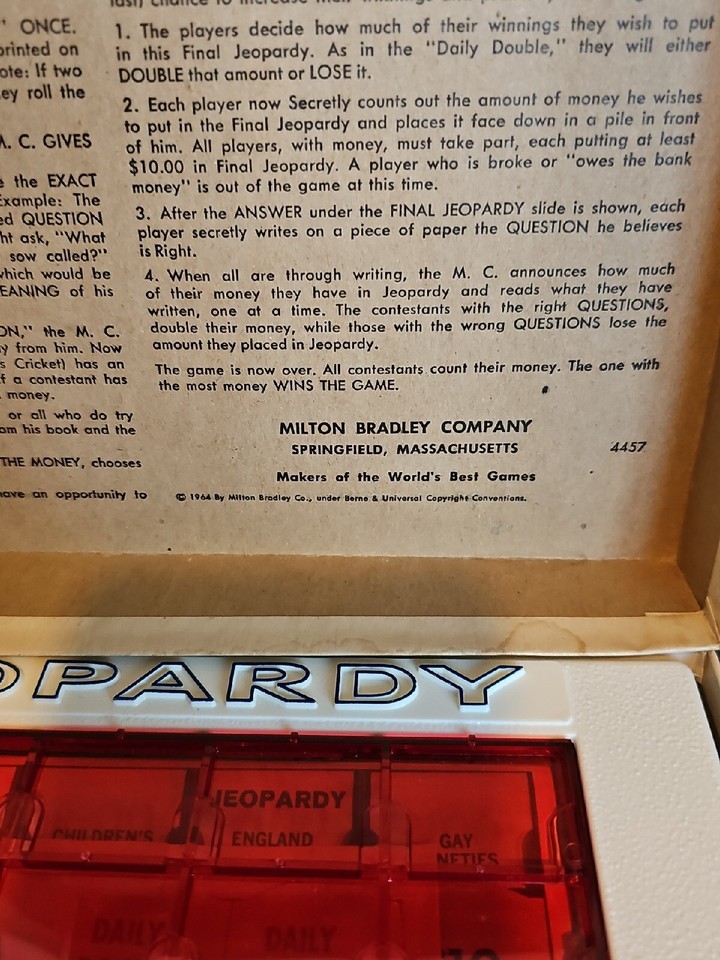 " ONCE.
printed on
ote: If two
ey roll the
M. C. GIVES
the EXACT
Example: The
ed QUESTION
ht ask, "What
sow called?"
which would be
EANING of his
ON," the M. C.
y from him. Now
s Cricket) has an
f a contestant has
money.
or all who do try
om his book and the
THE MONEY, chooses
ave an opportunity to
last) chance to increase their winnings
1. The players decide how much of their winnings they wish to put
in this Final Jeopardy. As in the "Daily Double," they will either
DOUBLE that amount or LOSE it.
2. Each player now Secretly counts out the amount of money he wishes
to put in the Final Jeopardy and places it face down in a pile in front
of him. All players, with money, must take part, each putting at least
$10.00 in Final Jeopardy. A player who is broke or "owes the bank
money" is out of the game at this time.
3. After the ANSWER under the FINAL JEOPARDY slide is shown, each
player secretly writes on a piece of paper the QUESTION he believes
is Right.
4. When all are through writing, the M. C. announces how much
of their money they have in Jeopardy and reads what they have
written, one at a time. The contestants with the right QUESTIONS,
double their money, while those with the wrong QUESTIONS lose the
amount they placed in Jeopardy.
The game is now over. All contestants count their money. The one with
the most money WINS THE GAME.
MILTON BRADLEY COMPANY
SPRINGFIELD, MASSACHUSETTS 4457
Makers of the World's Best Games
© 1964 By Milton Bradley Co., under Berne & Universal Copyright Conventions.
OPARDY
JEOPARDY
CHILDREN'S
ENGLAND
GAY
NETIES
DAILY
DAILY
10